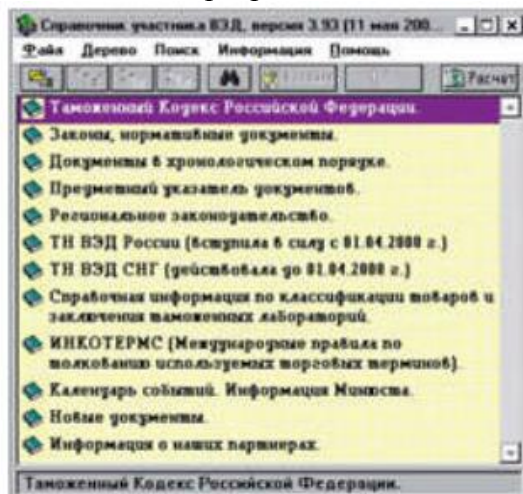 Справочник участника ВЭД, версия 3.93 (11 мая 200...
Файл Дерево Поиск Информация Помощь
Расчет
Таможенный Кодекс Российской Федерации.
Законы, нормативные документы.
Документы в хронологическом порядке.
Предметный указатель документов.
Региональное законодательство.
ТН ВЭД России (вступила в силу с 01.04.2000 г.)
ТН ВЭД СНГ (действовала до 01.04.2000 г.)
Справочная информация по классификации товаров и
заключения таможенных лабораторий.
ИНКОТЕРМС (Международные правила по
толкованию используемых торговых терминов).
Календарь событий. Информация Минюста.
Новые документы.
Информация о наших партнерах.
Таможенный Кодекс Российской Федерации.